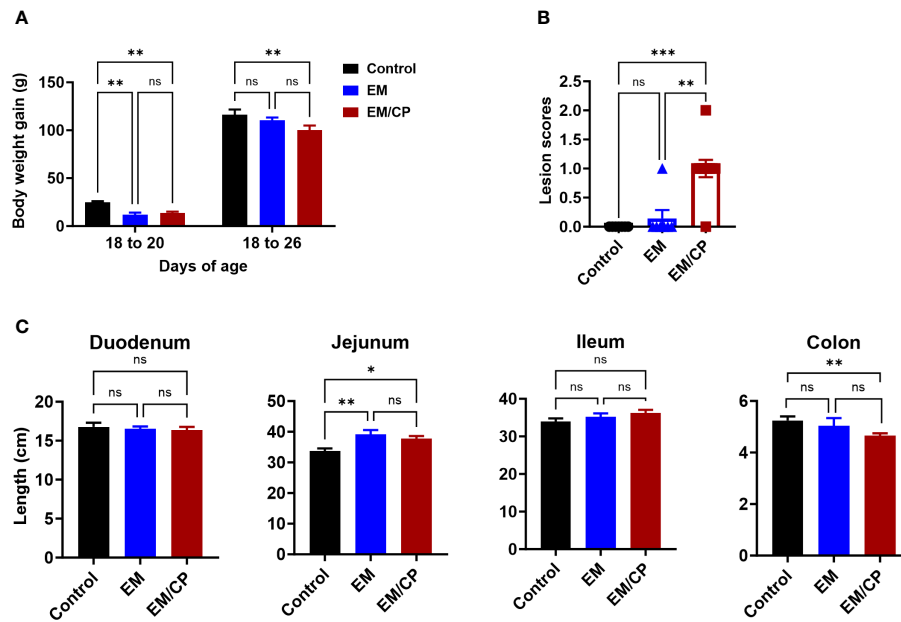 A
** 
**
ns
**
ns
ns
Control
EM
EM/CP
Body weight gain (g)
150
100
50
0
18 to 20
18 to 26
Days of age
B
***
ns
**
Lesion scores
2.5
2.0
1.5
1.0
0.5
0.0
Control
EM
EM/CP
C
Duodenum
ns
ns
ns
Length (cm)
20
15
10
5
0
Control
EM
EM/CP
Jejunum
*
**
ns
50
40
30
20
10
0
Control
EM
EM/CP
Ileum
ns
ns
ns
40
30
20
10
0
Control
EM
EM/CP
Colon
**
ns
ns
6
4
2
0
Control
EM
EM/CP